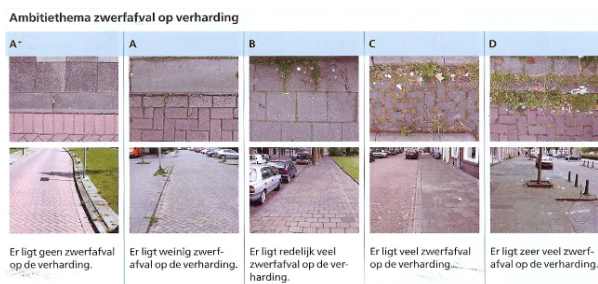 Ambitiethema zwerfafval op verharding
A+ A B C D
Er ligt geen zwerfafval
op de verharding.
Er ligt weinig zwerf-
afval op de verharding.
Er ligt redelijk veel
zwerfafval op de ver-
harding.
Er ligt veel zwerfafval
op de verharding.
Er ligt zeer veel zwerf-
afval op de verharding.